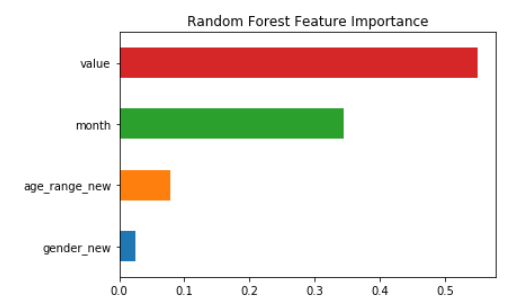 Random Forest Feature Importance
value
month
age_range_new
gender_new
0.0 0.1 0.2 0.3 0.4 0.5